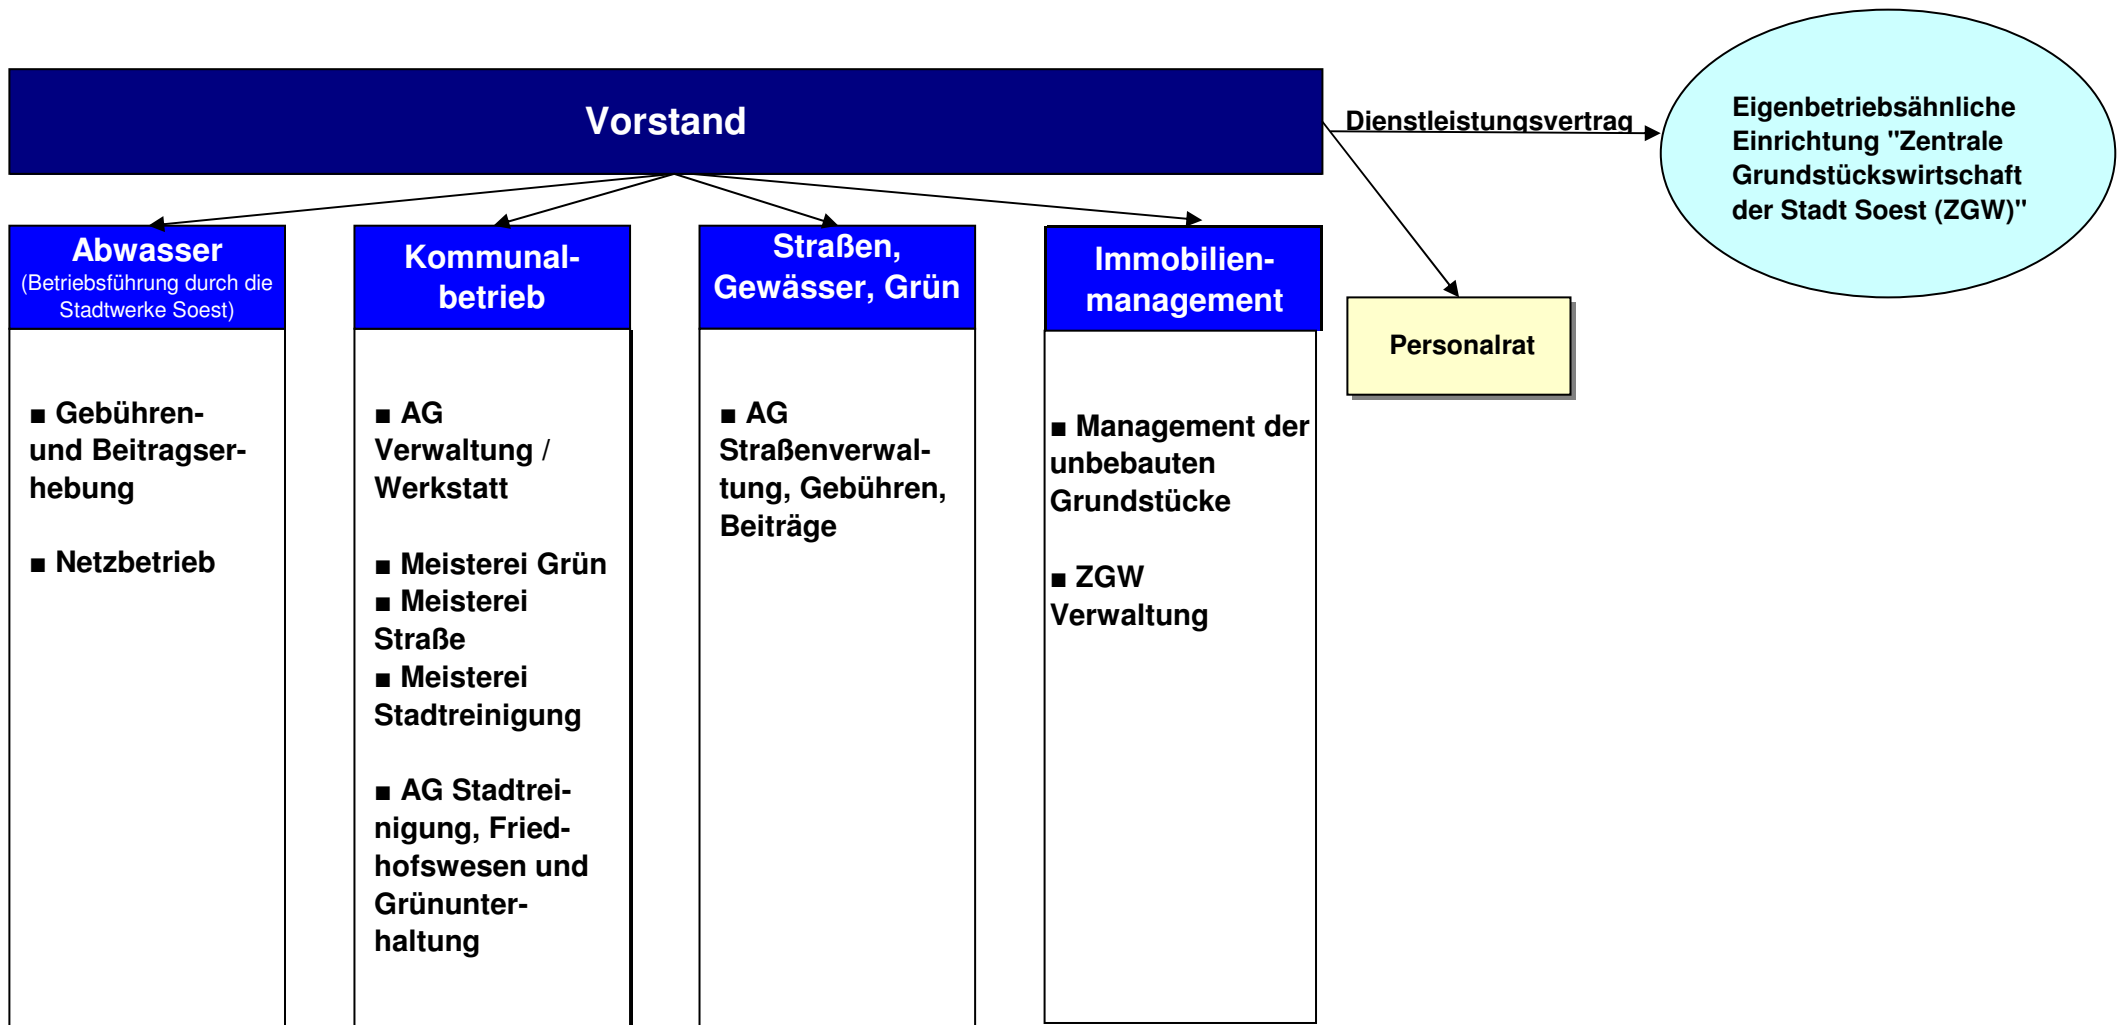 Vorstand
Dienstleistungsvertrag
Eigenbetriebsähnliche
Einrichtung "Zentrale
Grundstückswirtschaft
der Stadt Soest (ZGW)"
Personalrat
Abwasser
(Betriebsführung durch die
Stadtwerke Soest)
■ Gebühren-
und Beitragser-
hebung
■ Netzbetrieb
Kommunal-
betrieb
■ AG
Verwaltung /
Werkstatt
■ Meisterei Grün
■ Meisterei
Straße
■ Meisterei
Stadtreinigung
■ AG Stadtrei-
nigung, Fried-
hofswesen und
Grünunter-
haltung
Straßen,
Gewässer, Grün
■ AG
Straßenverwal-
tung, Gebühren,
Beiträge
Immobilien-
management
■ Management der
unbebauten
Grundstücke
■ ZGW
Verwaltung